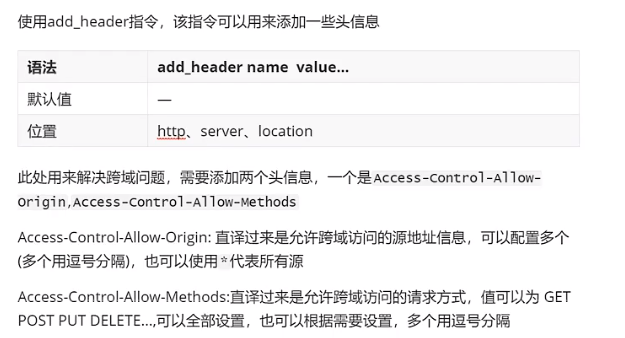 使用add_header指令，该指令可以用来添加一些头信息
语法 add_header name value...
默认值 —
位置 http、server、location
此处用来解决跨域问题，需要添加两个头信息，一个是Access-Control-Allow-
Origin,Access-Control-Allow-Methods
Access-Control-Allow-Origin: 直译过来是允许跨域访问的源地址信息，可以配置多个
(多个用逗号分隔)，也可以使用*代表所有源
Access-Control-Allow-Methods:直译过来是允许跨域访问的请求方式，值可以为 GET
POST PUT DELETE...,可以全部设置，也可以根据需要设置，多个用逗号分隔